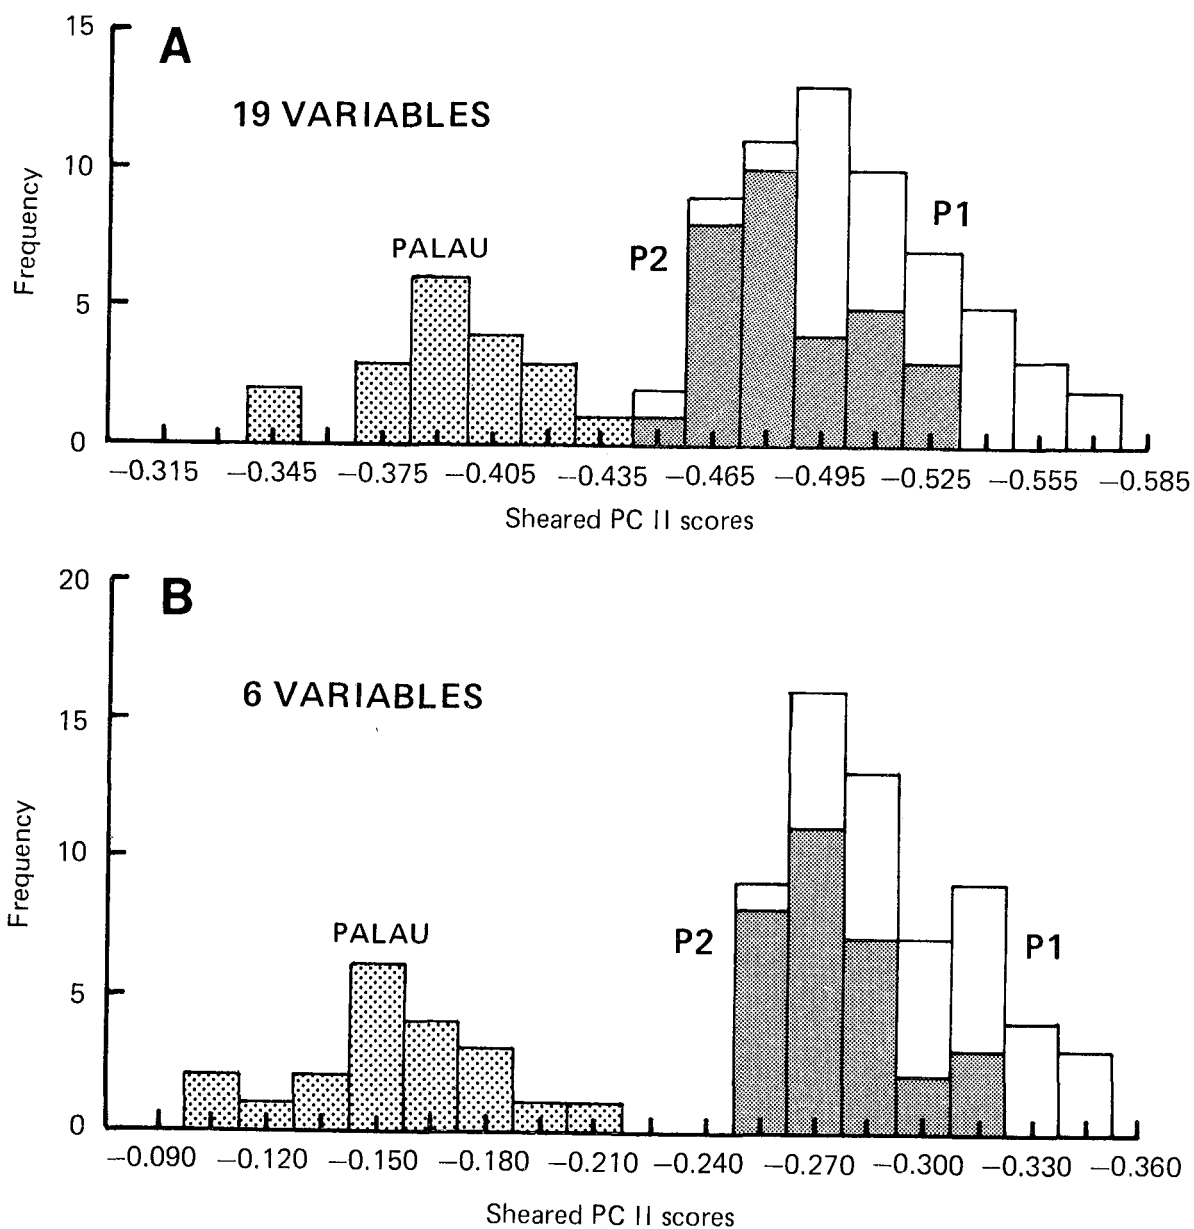 15
A
19 VARIABLES
10
P1
PALAU
P2
5
0
Frequency
−0.315 −0.345 −0.375 −0.405 −0.435 −0.465 −0.495 −0.525 −0.555 −0.585
Sheared PC II scores
20
B
6 VARIABLES
15
10
PALAU
P2
P1
5
0
Frequency
−0.090 −0.120 −0.150 −0.180 −0.210 −0.240 −0.270 −0.300 −0.330 −0.360
Sheared PC II scores